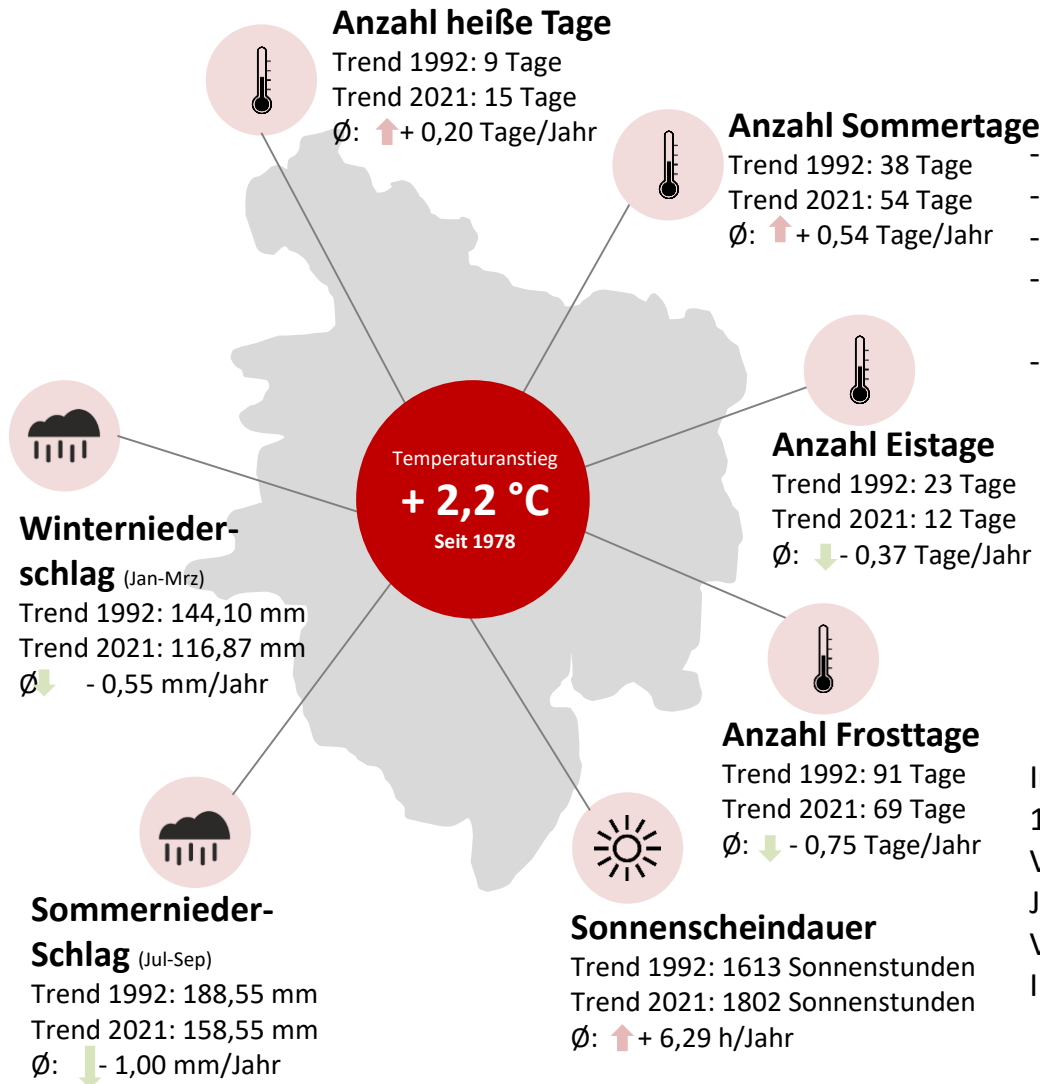 Anzahl heiße Tage
Trend 1992: 9 Tage
Trend 2021: 15 Tage
Ø: + 0,20 Tage/Jahr
Anzahl Sommertage
Trend 1992: 38 Tage
Trend 2021: 54 Tage
Ø: + 0,54 Tage/Jahr
-
-
-
-
-
Anzahl Eistage
Trend 1992: 23 Tage
Trend 2021: 12 Tage
Ø: - 0,37 Tage/Jahr
Temperaturanstieg
+ 2,2 °C
Seit 1978
Winternieder-
schlag (Jan-Mrz)
Trend 1992: 144,10 mm
Trend 2021: 116,87 mm
Ø - 0,55 mm/Jahr
Anzahl Frosttage
Trend 1992: 91 Tage
Trend 2021: 69 Tage
Ø: - 0,75 Tage/Jahr
Sommernieder-
Schlag (Jul-Sep)
Trend 1992: 188,55 mm
Trend 2021: 158,55 mm
Ø: - 1,00 mm/Jahr
Sonnenscheindauer
Trend 1992: 1613 Sonnenstunden
Trend 2021: 1802 Sonnenstunden
Ø: + 6,29 h/Jahr